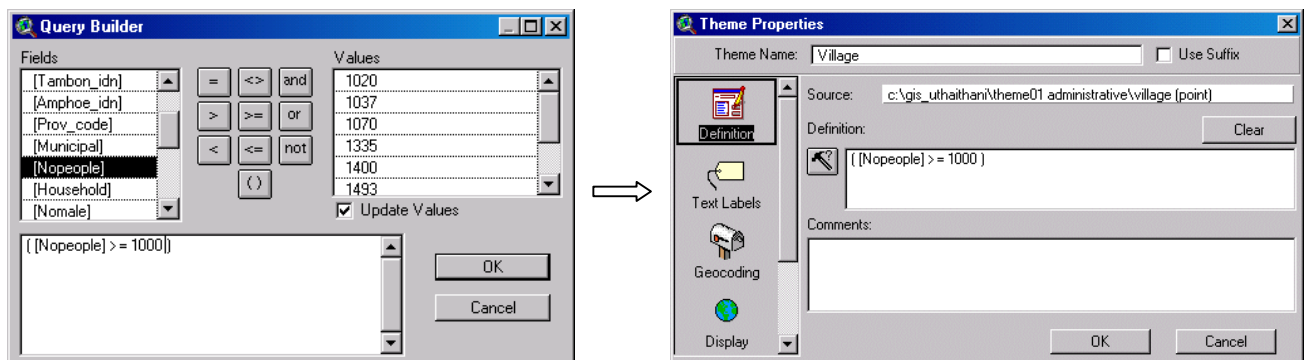 Query Builder
Fields
[Tambon_idn]
[Amphoe_idn]
[Prov_code]
[Municipal]
[Nopeople]
[Household]
[Nomale]
= <> and
> >= or
< <= not
()
Values
1020
1037
1070
1335
1400
1493
Update Values
( [Nopeople] >= 1000 )
OK
Cancel
Theme Properties
Theme Name: Village
Use Suffix
Definition
Text Labels
Geocoding
Display
Source: c:\gis_uthaithani\theme01 administrative\village (point)
Definition:
Clear
( [Nopeople] >= 1000 )
Comments:
OK
Cancel